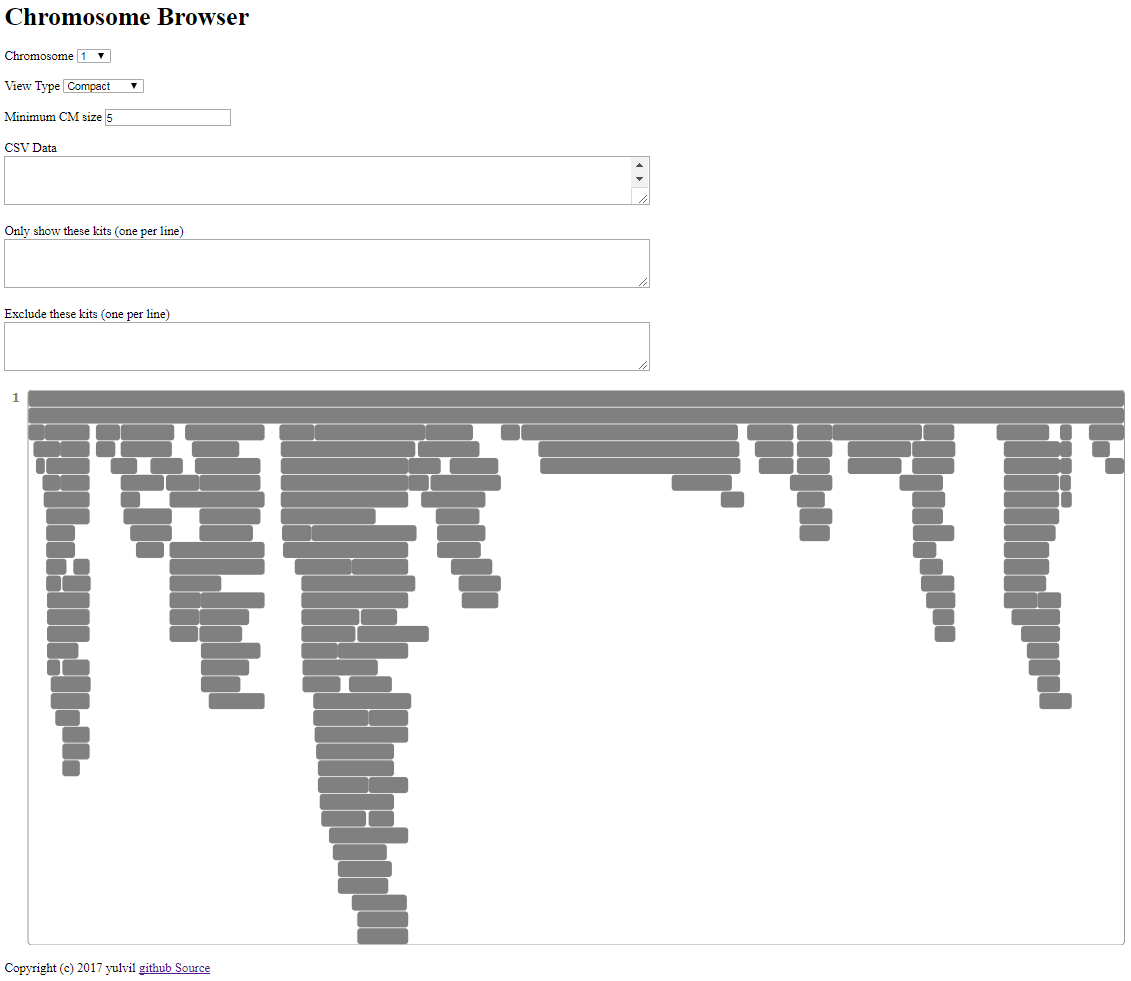 Chromosome Browser
Chromosome 1
View Type Compact
Minimum CM size 5
CSV Data
Only show these kits (one per line)
Exclude these kits (one per line)
1
Copyright (c) 2017 yulvil github Source